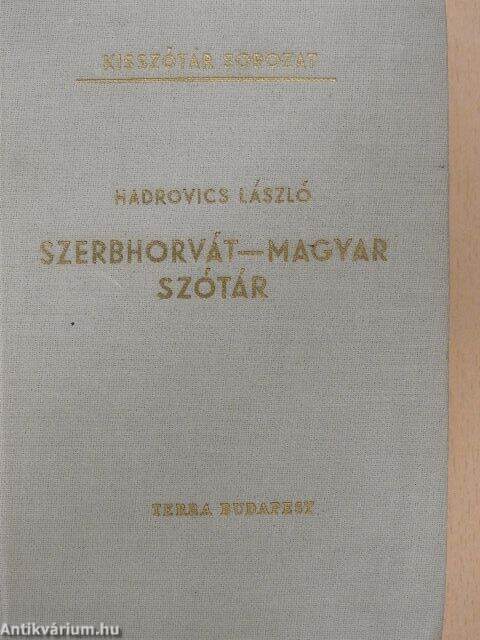 KISSZÓTÁR SOROZAT
HADROVICS LÁSZLÓ
SZERBHORVÁT—MAGYAR
SZÓTÁR
TERRA BUDAPEST
Antikvárium.hu